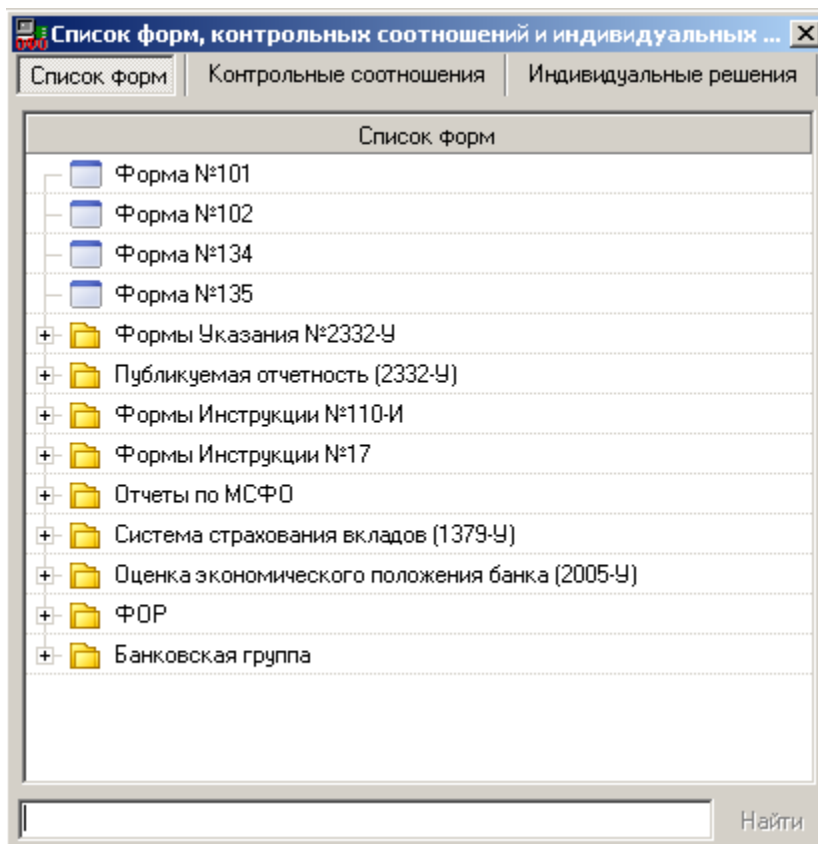 Список форм, контрольных соотношений и индивидуальных ...
Список форм Контрольные соотношения Индивидуальные решения
Список форм
Форма №101
Форма №102
Форма №134
Форма №135
Формы Указания №2332-У
Публикуемая отчетность (2332-У)
Формы Инструкции №110-И
Формы Инструкции №17
Отчеты по МСФО
Система страхования вкладов (1379-У)
Оценка экономического положения банка (2005-У)
ФОР
Банковская группа
Найти